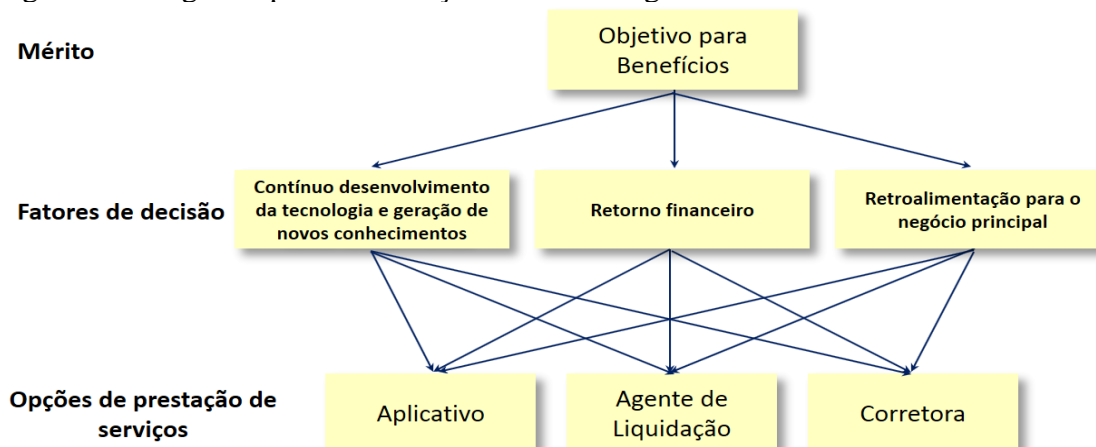 Mérito
Objetivo para
Benefícios
Fatores de decisão
Contínuo desenvolvimento
da tecnologia e geração de
novos conhecimentos
Retorno financeiro
Retroalimentação para o
negócio principal
Opções de prestação de
serviços
Aplicativo
Agente de
Liquidação
Corretora